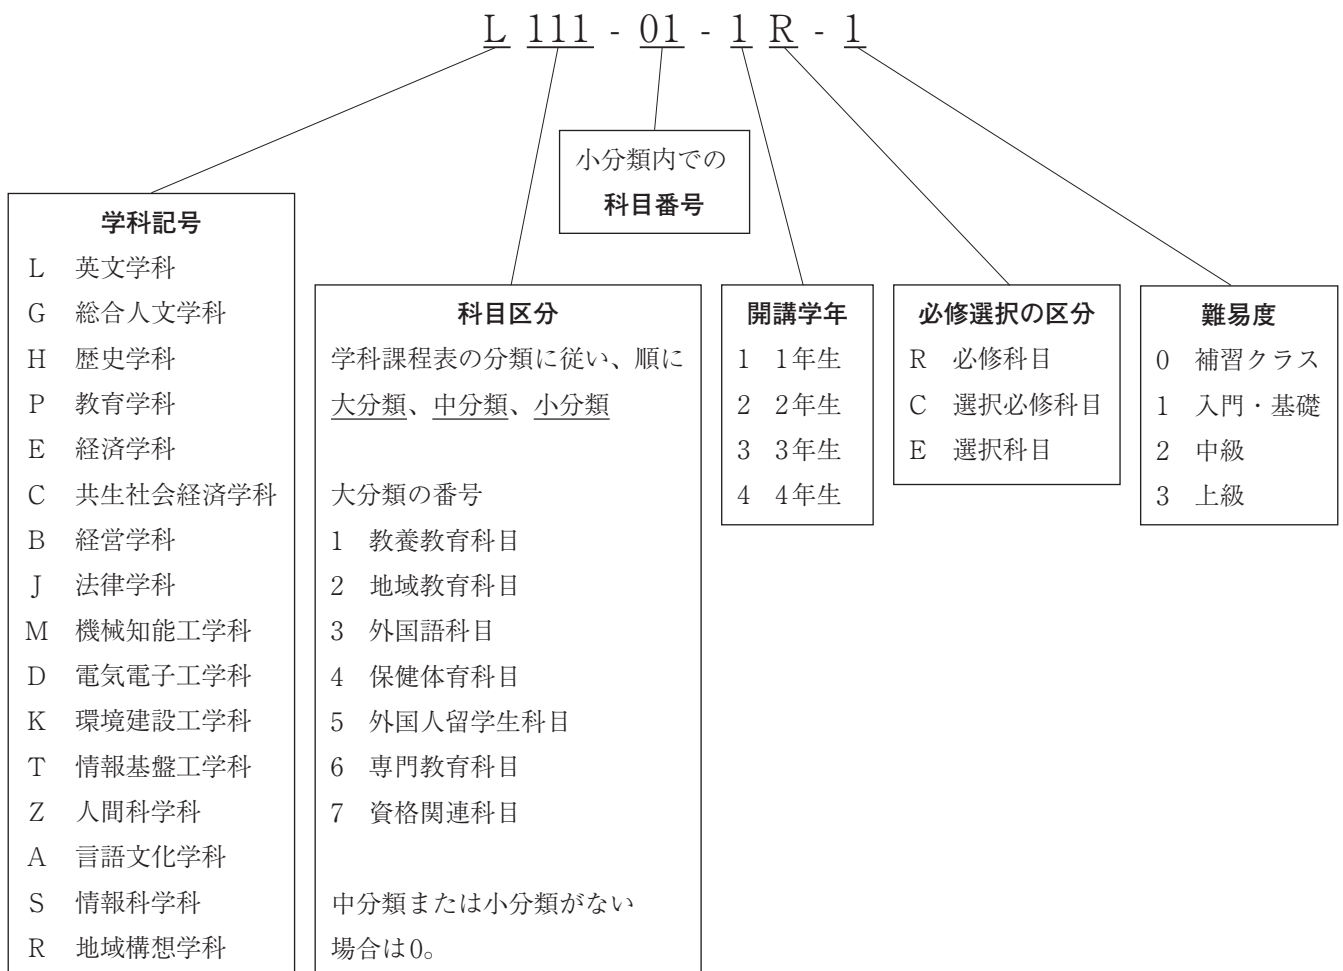 L 111 - 01 - 1 R - 1
小分類内での
科目番号
学科記号
L 英文学科
G 総合人文学科
H 歴史学科
P 教育学科
E 経済学科
C 共生社会経済学科
B 経営学科
J 法律学科
M 機械知能工学科
D 電気電子工学科
K 環境建設工学科
T 情報基盤工学科
Z 人間科学科
A 言語文化学科
S 情報科学科
R 地域構想学科
科目区分
学科課程表の分類に従い、順に
大分類、中分類、小分類
大分類の番号
1 教養教育科目
2 地域教育科目
3 外国語科目
4 保健体育科目
5 外国人留学生科目
6 専門教育科目
7 資格関連科目
中分類または小分類がない
場合は0。
開講学年
1 1年生
2 2年生
3 3年生
4 4年生
必修選択の区分
R 必修科目
C 選択必修科目
E 選択科目
難易度
0 補習クラス
1 入門・基礎
2 中級
3 上級